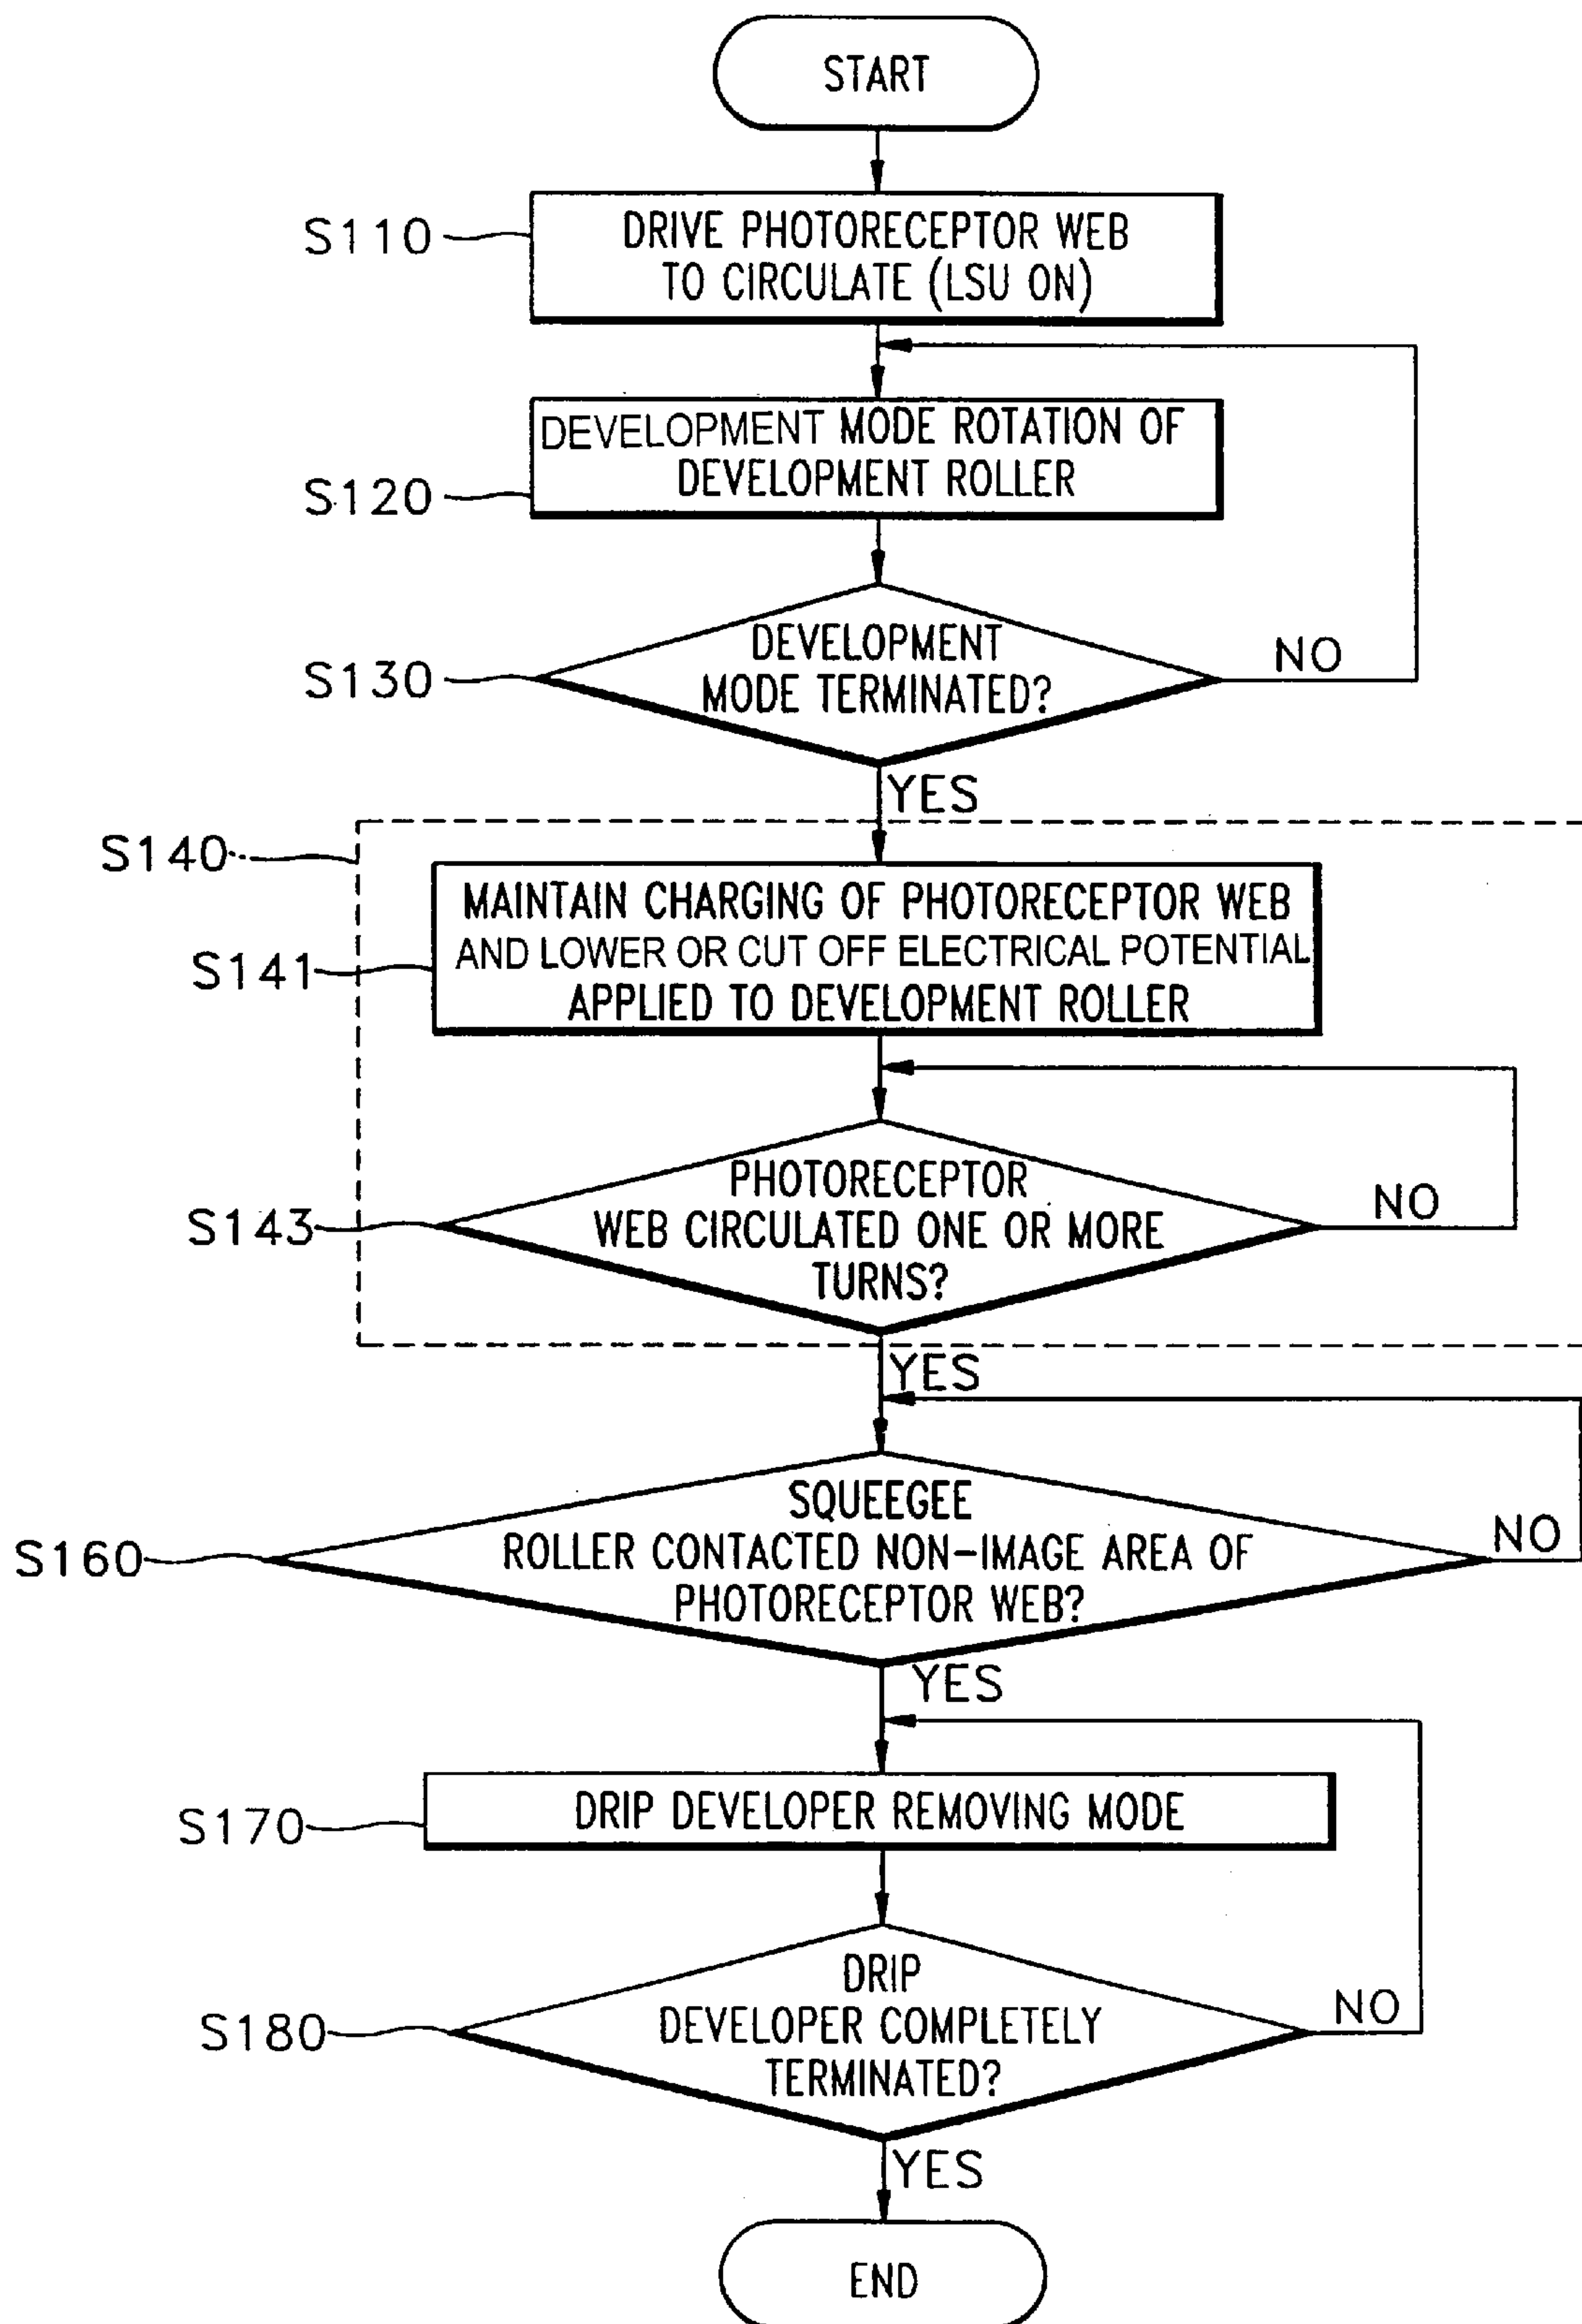 START
S110
DRIVE PHOTORECEPTOR WEB
TO CIRCULATE (LSU ON)
S120
DEVELOPMENT MODE ROTATION OF
DEVELOPMENT ROLLER
S130
DEVELOPMENT
MODE TERMINATED?
NO
YES
S140
S141
MAINTAIN CHARGING OF PHOTORECEPTOR WEB
AND LOWER OR CUT OFF ELECTRICAL POTENTIAL
APPLIED TO DEVELOPMENT ROLLER
S143
PHOTORECEPTOR
WEB CIRCULATED ONE OR MORE
TURNS?
NO
YES
S160
SQUEEGEE
ROLLER CONTACTED NON-IMAGE AREA OF
PHOTORECEPTOR WEB?
NO
YES
S170
DRIP DEVELOPER REMOVING MODE
S180
DRIP
DEVELOPER COMPLETELY
TERMINATED?
NO
YES
END